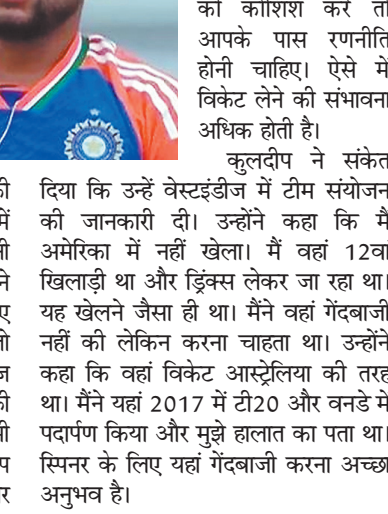 की कोशिश करे तो
आपके पास रणनीति
होनी चाहिए। ऐसे में
विकेट लेने की संभावना
अधिक होती है।
कुलदीप ने संकेत
दिया कि उन्हें वेस्टइंडीज में टीम संयोजन
की जानकारी दी। उन्होंने कहा कि मै
अमेरिका में नहीं खेला। मैं वहां 12वा
खिलाड़ी था और ड्रिंक्स लेकर जा रहा था।
यह खेलने जैसा ही था। मैंने वहां गेंदबाजी
नहीं की लेकिन करना चाहता था। उन्होंने
कहा कि वहां विकेट आस्ट्रेलिया की तरह
था। मैंने यहां 2017 में टी20 और वनडे मे
पदार्पण किया और मुझे हालात का पता था।
स्पिनर के लिए यहां गेंदबाजी करना अच्छा
अनुभव है।